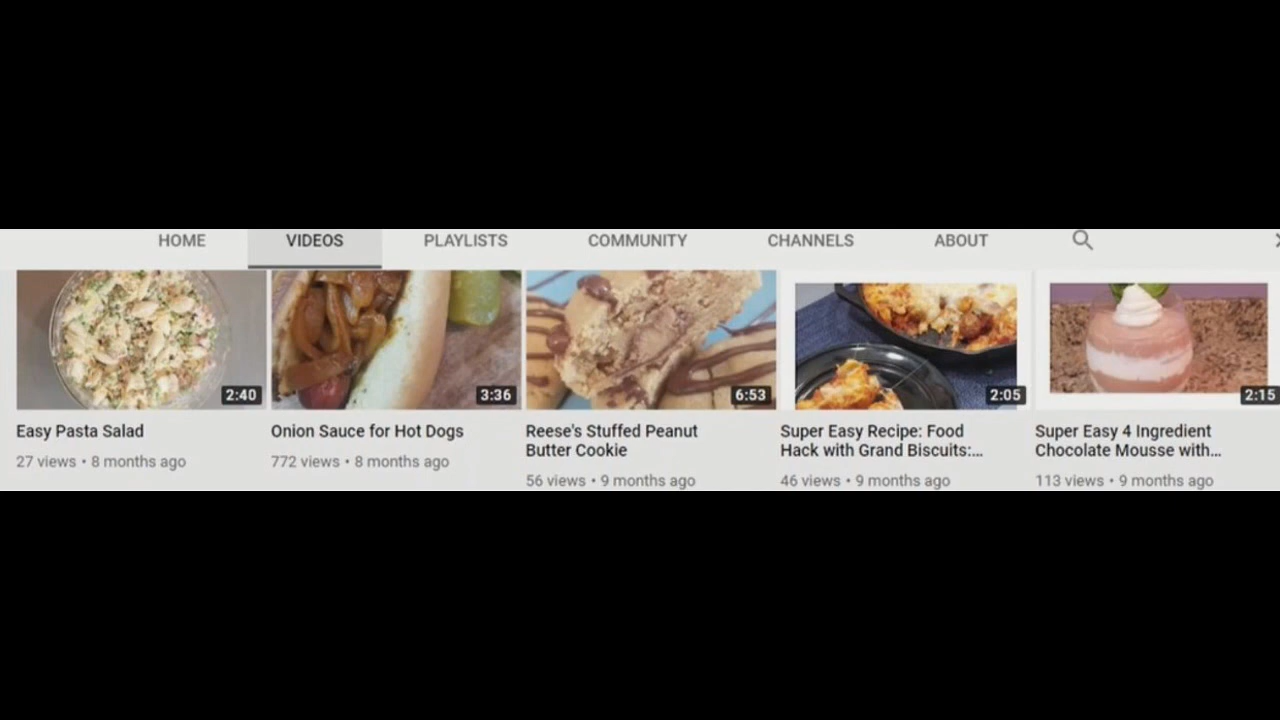 HOME VIDEOS PLAYLISTS COMMUNITY CHANNELS ABOUT
2:40 3:36 6:53 2:05 2:15
Easy Pasta Salad
27 views • 8 months ago
Onion Sauce for Hot Dogs
772 views • 8 months ago
Reese's Stuffed Peanut
Butter Cookie
56 views • 9 months ago
Super Easy Recipe: Food
Hack with Grand Biscuits:...
46 views • 9 months ago
Super Easy 4 Ingredient
Chocolate Mousse with...
113 views • 9 months ago